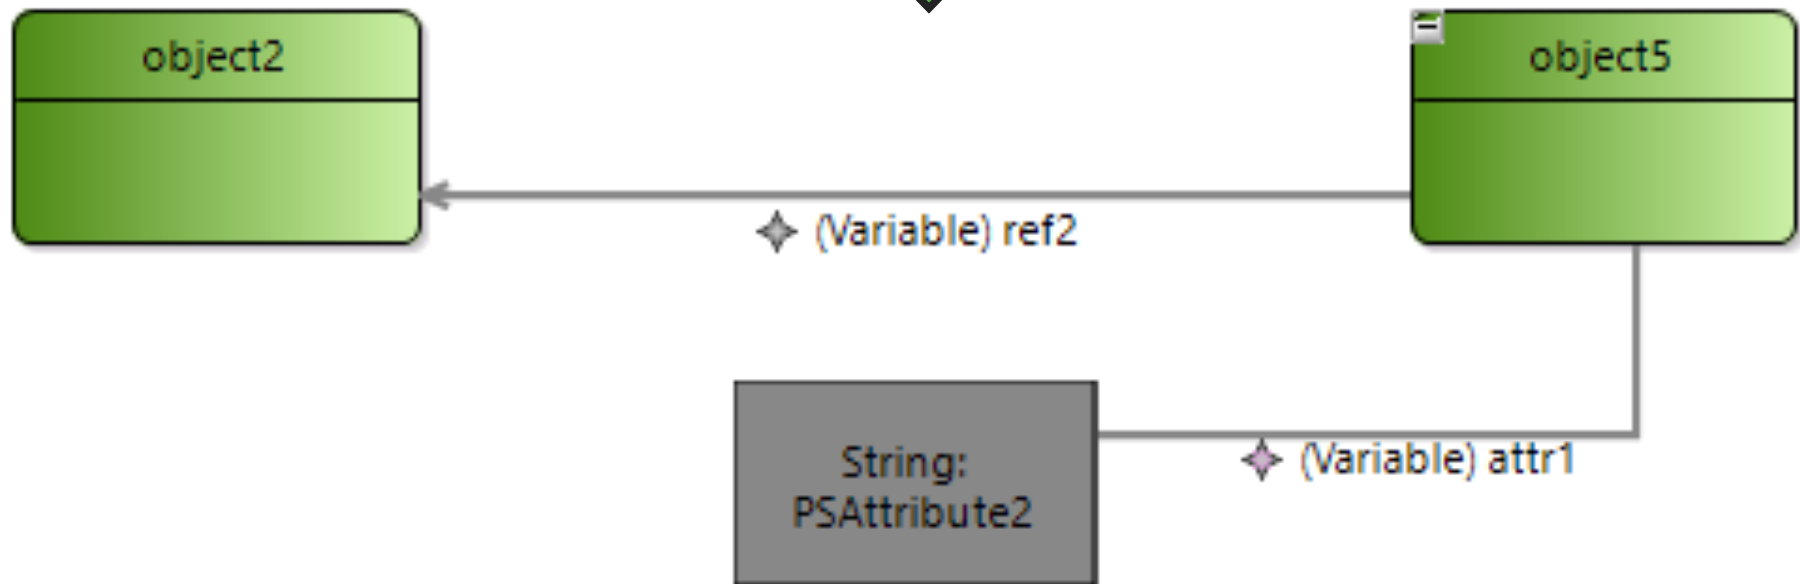 object2
object5
(Variable) ref2
(Variable) attr1
String:
PSAttribute2